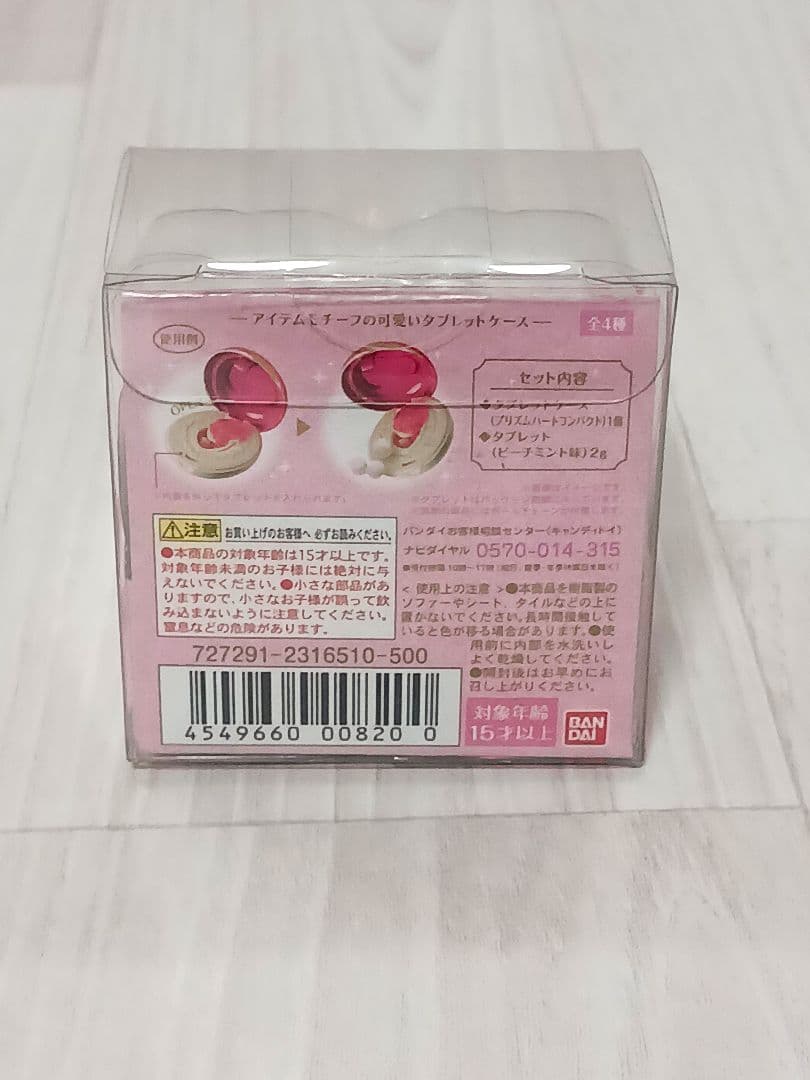 ―アイテムモチーフの可愛いタブレットケース―
全4種
使用例
OPEN
セット内容
◆タブレットケース
(プリズムハートコンパクト)1個
◆タブレット
(ピーチミント味)2g
⚠注意 お買い上げのお客様へ 必ずお読みください。
●本商品の対象年齢は15才以上です。
対象年齢未満のお子様には絶対に与
えないでください。●小さな部品があ
りますので、小さなお子様が誤って飲
み込まないように注意してください。
窒息などの危険があります。
727291-2316510-500
4549660 00820 0
バンダイお客様相談センター(キャンディトイ)
ナビダイヤル 0570-014-315
<使用上の注意>●本商品を樹脂製の
ソファーやシート、タイルなどの上に
置かないでください。長時間接触して
いると色が移る場合があります。●使
用前に内部を水洗いし
よく乾燥してください。
●開封後はお早めにお
召し上がりください。
対象年齢
15才以上
BAN
DAI